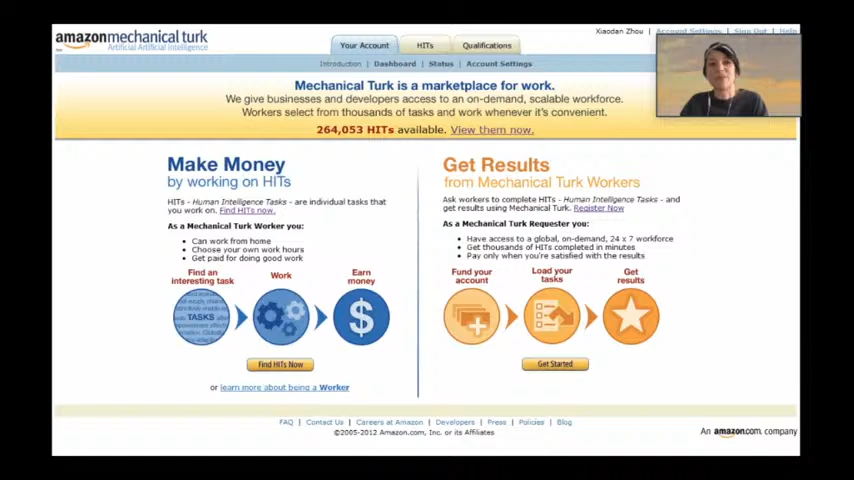 amazonmechanical turk
Artificial Artificial Intelligence
Your Account
HITs
Qualifications
Xiaodan Zhou | Account Settings | Sign Out | Help
Introduction | Dashboard | Status | Account Settings
Mechanical Turk is a marketplace for work.
We give businesses and developers access to an on-demand, scalable workforce.
Workers select from thousands of tasks and work whenever it's convenient.
264,053 HITs available. View them now.
Make Money
by working on HITs
HITs - Human Intelligence Tasks - are individual tasks that
you work on. Find HITs now.
As a Mechanical Turk Worker you:
• Can work from home
• Choose your own work hours
• Get paid for doing good work
Find an
interesting task
Work
Earn
money
TASKS
$
Find HITs Now
or learn more about being a Worker
Get Results
from Mechanical Turk Workers
Ask workers to complete HITs - Human Intelligence Tasks - and
get results using Mechanical Turk. Register Now
As a Mechanical Turk Requester you:
• Have access to a global, on-demand, 24 x 7 workforce
• Get thousands of HITs completed in minutes
• Pay only when you're satisfied with the results
Fund your
account
Load your
tasks
Get
results
Get Started
FAQ | Contact Us | Careers at Amazon | Developers | Press | Policies | Blog
©2005-2012 Amazon.com, Inc. or its Affiliates
An amazon.com. company